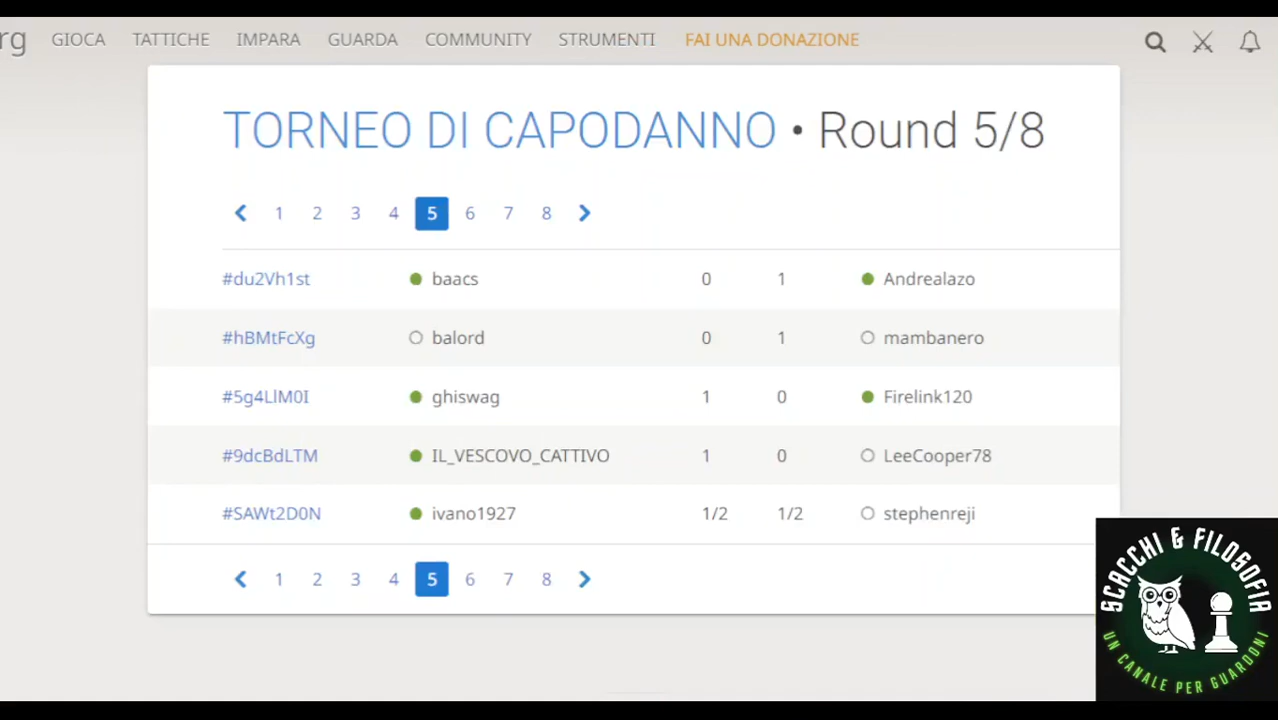 rg GIOCA TATTICHE IMPARA GUARDA COMMUNITY STRUMENTI FAI UNA DONAZIONE
TORNEO DI CAPODANNO • Round 5/8
1 2 3 4 5 6 7 8
#du2Vh1st baacs 0 1 Andrealazo
#hBMtFcXg balord 0 1 mambanero
#5g4LlM0I ghiswag 1 0 Firelink120
#9dcBdLTM IL_VESCOVO_CATTIVO 1 0 LeeCooper78
#SAWt2D0N ivano1927 1/2 1/2 stephenreji
1 2 3 4 5 6 7 8
SCACCHI & FILOSOFIA
UN CANALE PER GUARDONI